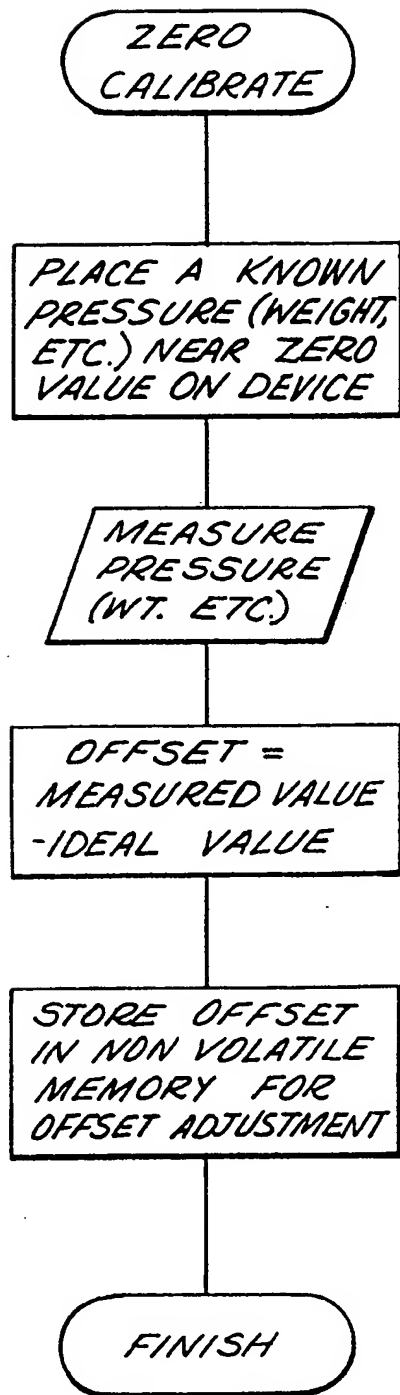 ZERO
CALIBRATE
PLACE A KNOWN
PRESSURE (WEIGHT,
ETC.) NEAR ZERO
VALUE ON DEVICE
MEASURE
PRESSURE
(WT. ETC.)
OFFSET =
MEASURED VALUE
-IDEAL VALUE
STORE OFFSET
IN NON VOLATILE
MEMORY FOR
OFFSET ADJUSTMENT
FINISH